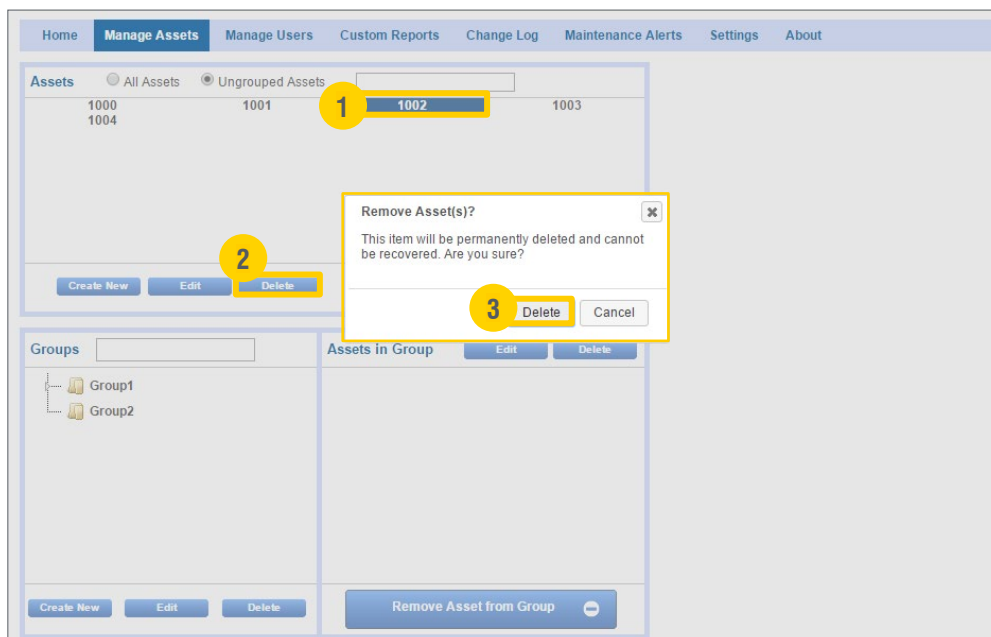 Home Manage Assets Manage Users Custom Reports Change Log Maintenance Alerts Settings About
Assets All Assets Ungrouped Assets
1000 1001 1 1002 1003
1004
Remove Asset(s)?
This item will be permanently deleted and cannot
be recovered. Are you sure?
2
Create New Edit Delete
3 Delete Cancel
Groups Assets in Group Edit Delete
Group1
Group2
Create New Edit Delete Remove Asset from Group